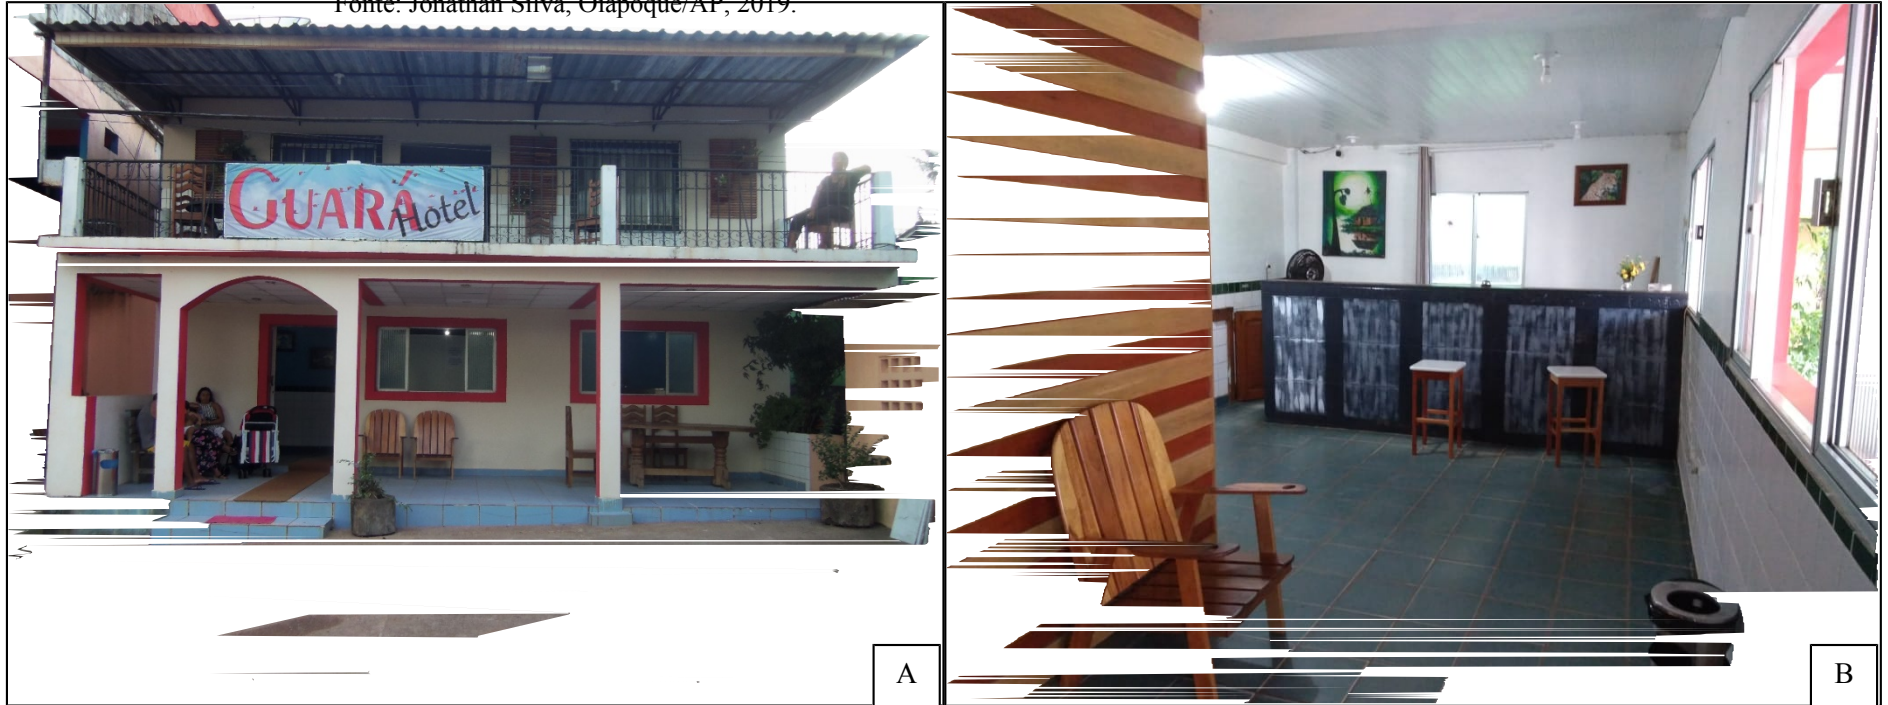 Fonte: Jonathan Silva, Oiapoque/AP, 2019.
GUARÁ
Hotel
A
B